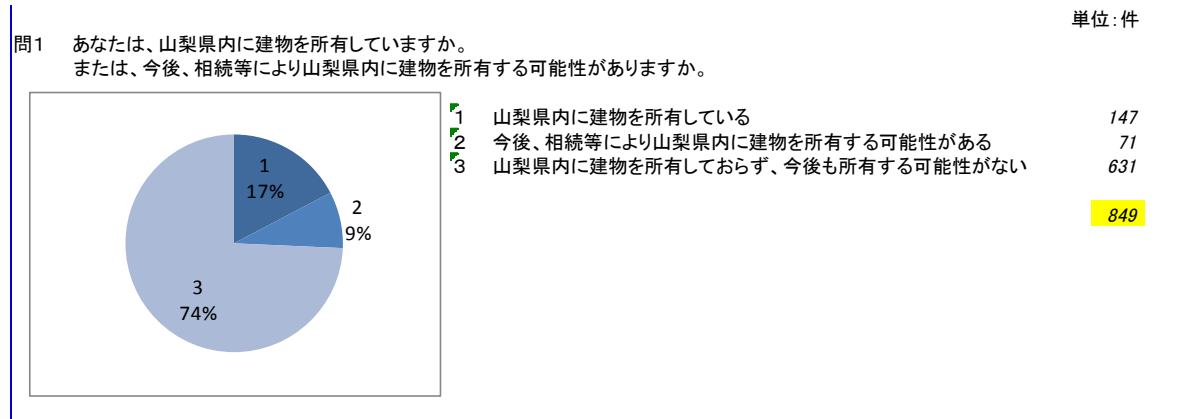 単位:件
問1 あなたは、山梨県内に建物を所有していますか。
または、今後、相続等により山梨県内に建物を所有する可能性がありますか。
1 山梨県内に建物を所有している 147
2 今後、相続等により山梨県内に建物を所有する可能性がある 71
3 山梨県内に建物を所有しておらず、今後も所有する可能性がない 631
849
1
17%
2
9%
3
74%